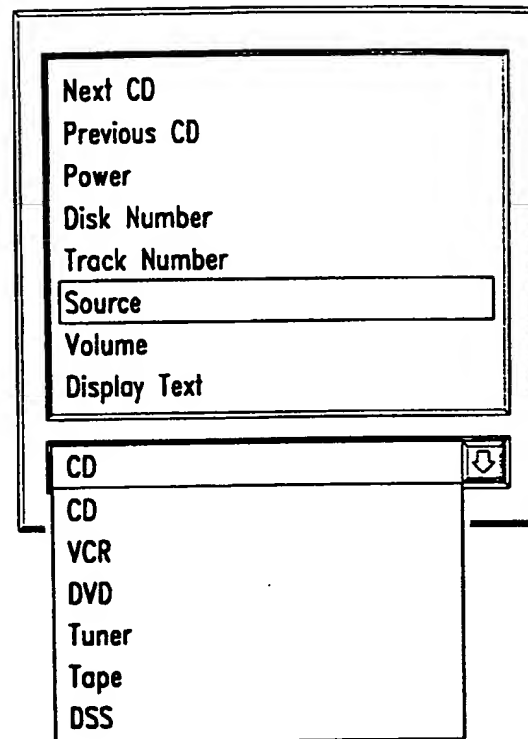 Next CD
Previous CD
Power
Disk Number
Track Number
Source
Volume
Display Text
CD
CD
VCR
DVD
Tuner
Tape
DSS